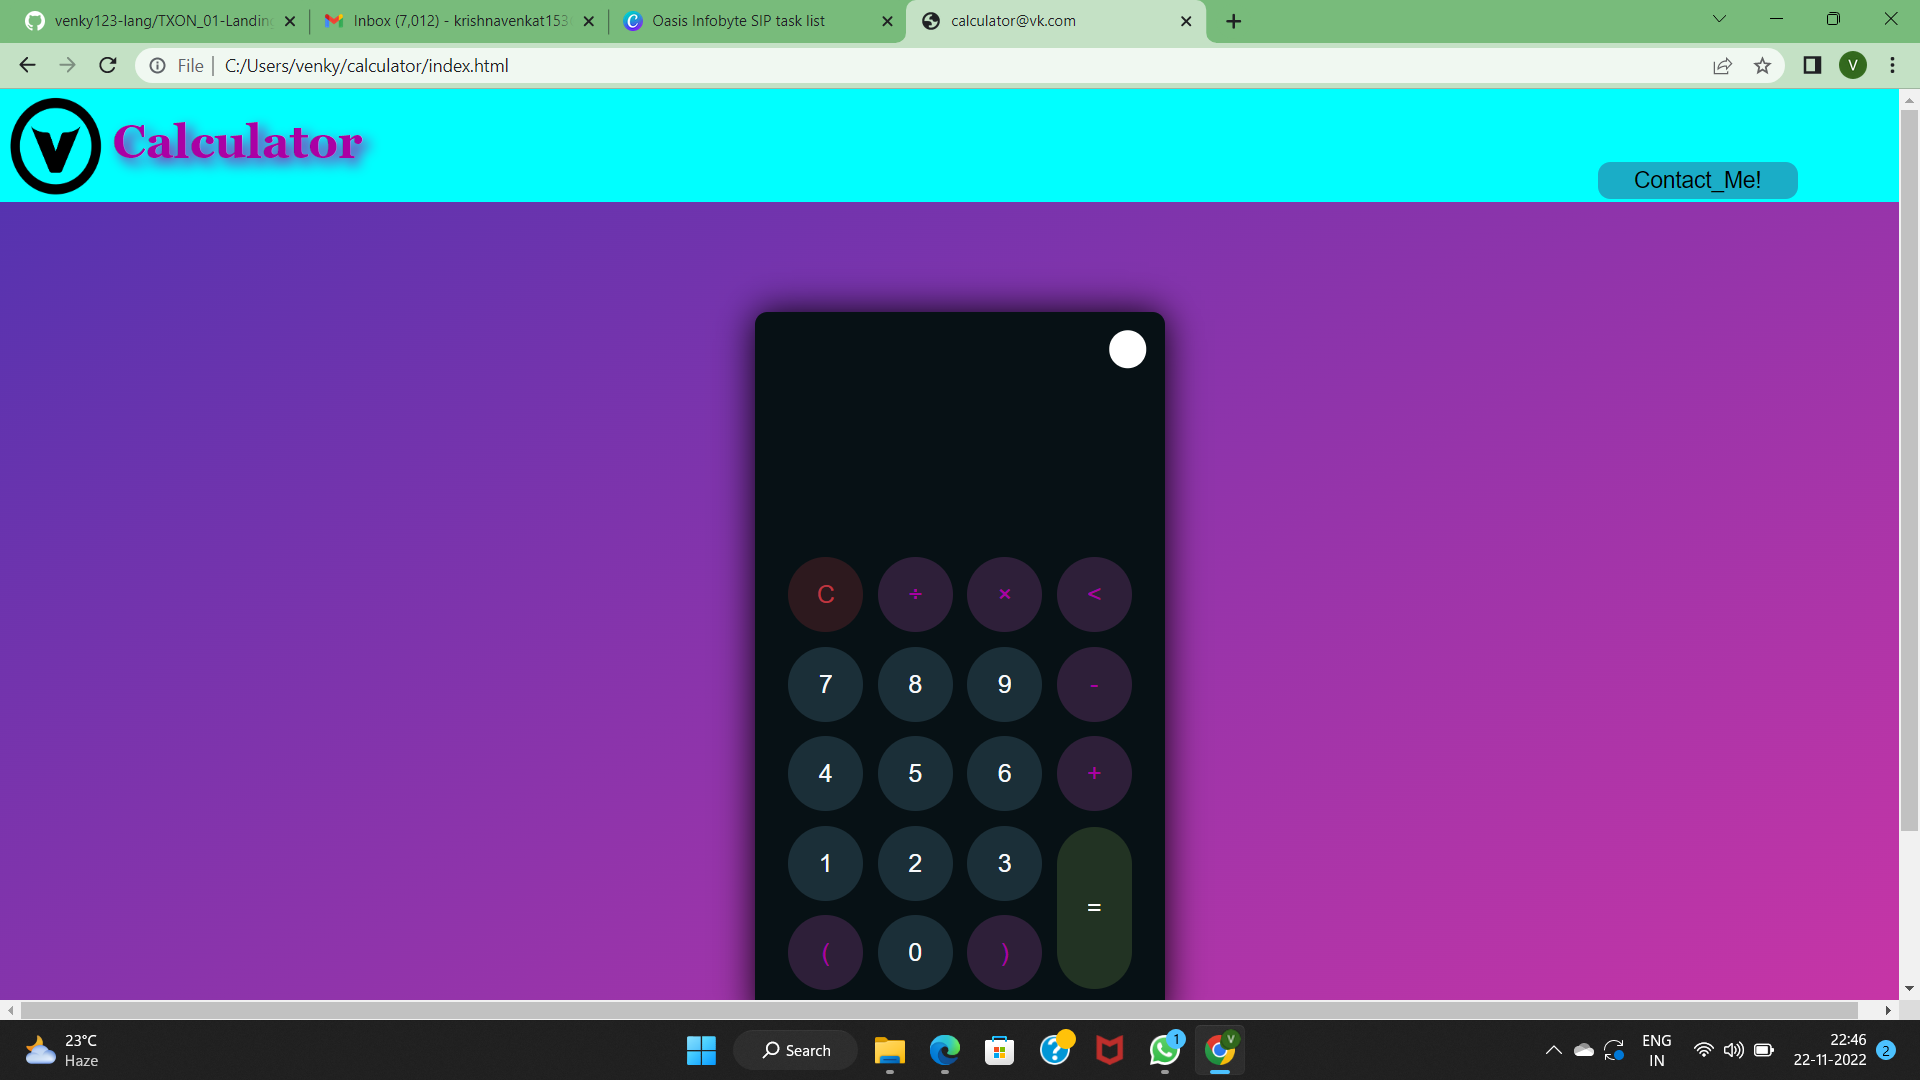 venky123-lang/TXON_01-Landin
Inbox (7,012) - krishnavenkat153
Oasis Infobyte SIP task list
calculator@vk.com
File
C:/Users/venky/calculator/index.html
V
V Calculator
Contact_Me!
C ÷ × <
7 8 9 -
4 5 6 +
1 2 3
=
( 0 )
23°C
Haze
Search
1
V
ENG
IN
22:46
22-11-2022
2